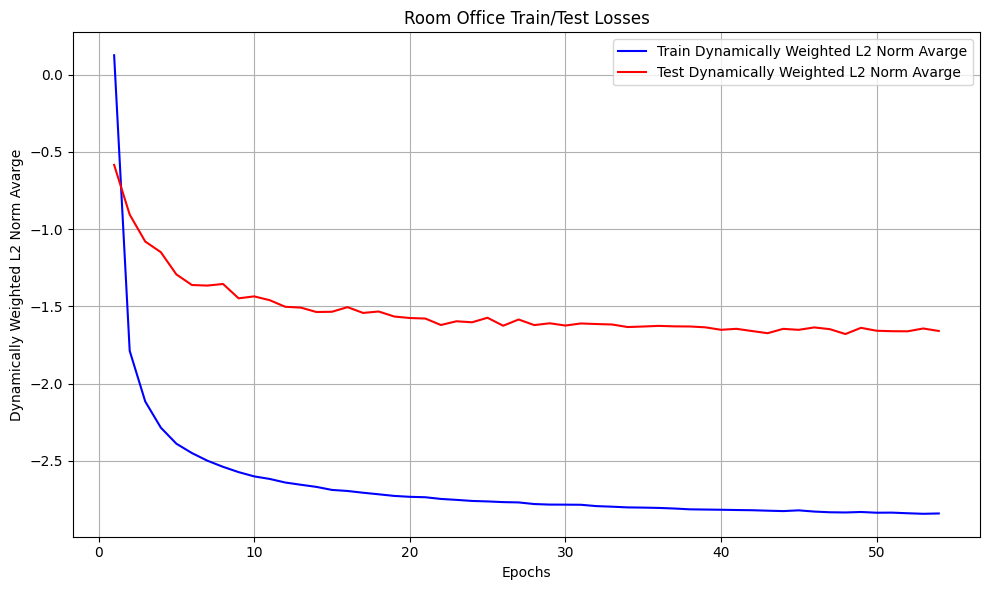 Room Office Train/Test Losses
Train Dynamically Weighted L2 Norm Avarge
Test Dynamically Weighted L2 Norm Avarge
Dynamically Weighted L2 Norm Avarge
0.0
−0.5
−1.0
−1.5
−2.0
−2.5
0 10 20 30 40 50
Epochs